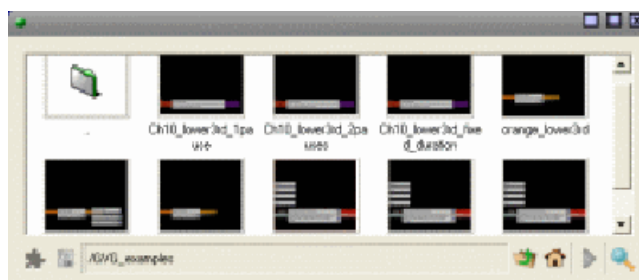 ..
Ch10_lower3rd_1pa
use
Ch10_lower3rd_2pa
uses
Ch10_lower3rd_fixe
d_duration
orange_lower3rd
/GVG_examples